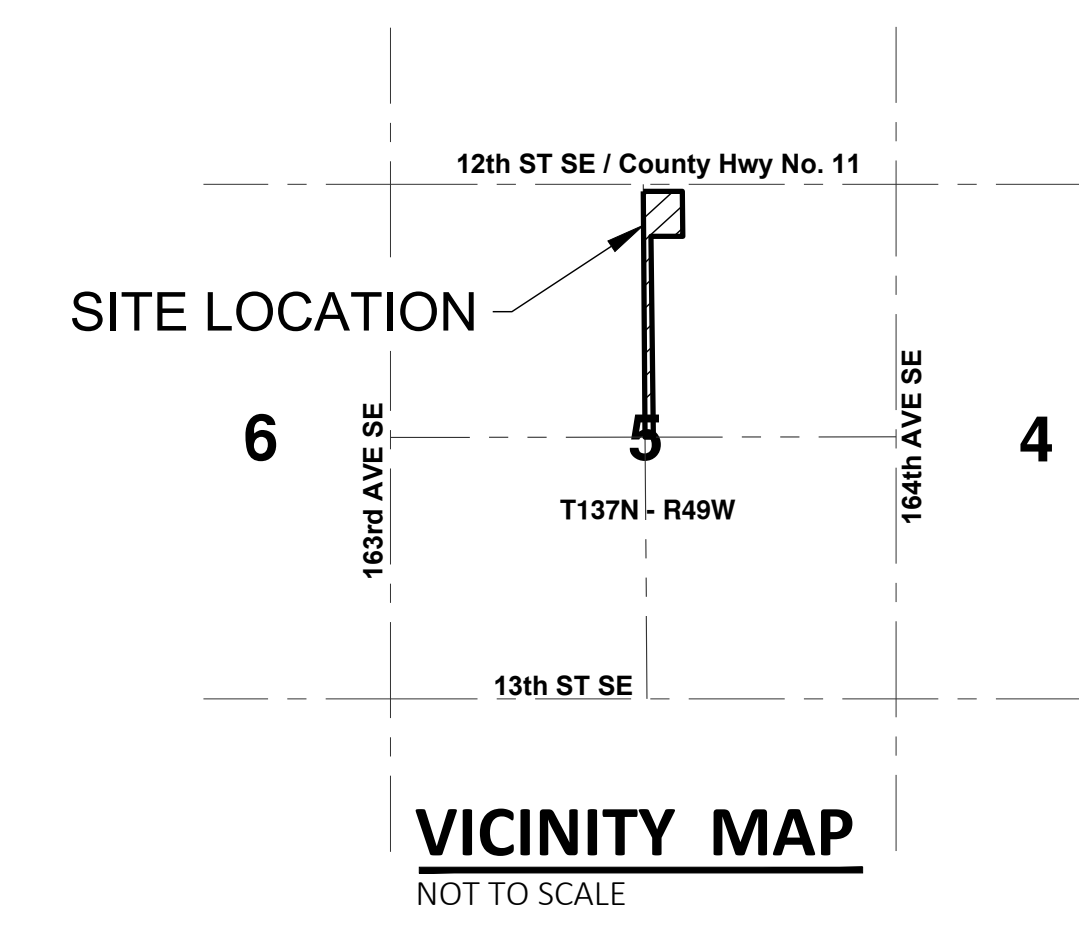 12th ST SE / County Hwy No. 11
SITE LOCATION
6
163rd AVE SE
5
164th AVE SE
4
T137N - R49W
13th ST SE
VICINITY MAP
NOT TO SCALE